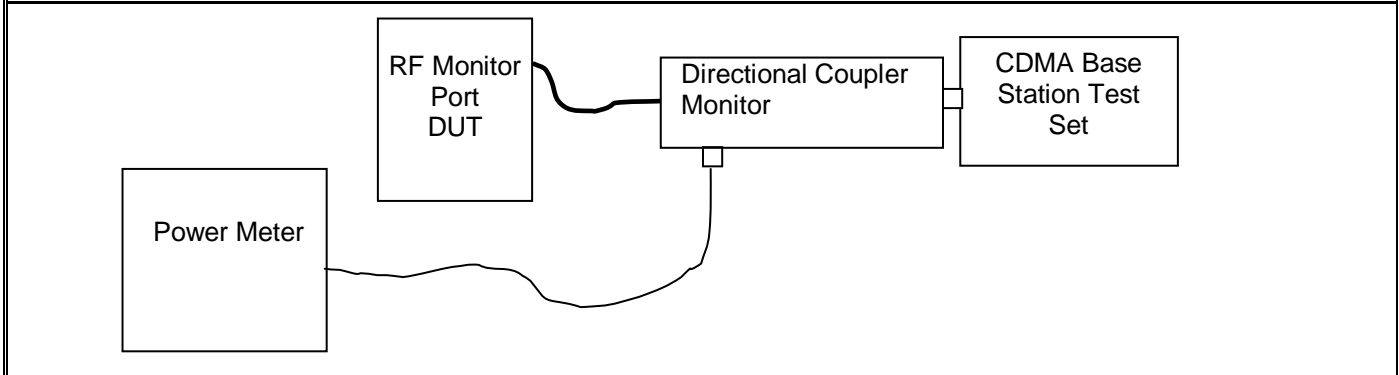 RF Monitor
Port
DUT
Directional Coupler
Monitor
CDMA Base
Station Test
Set
Power Meter